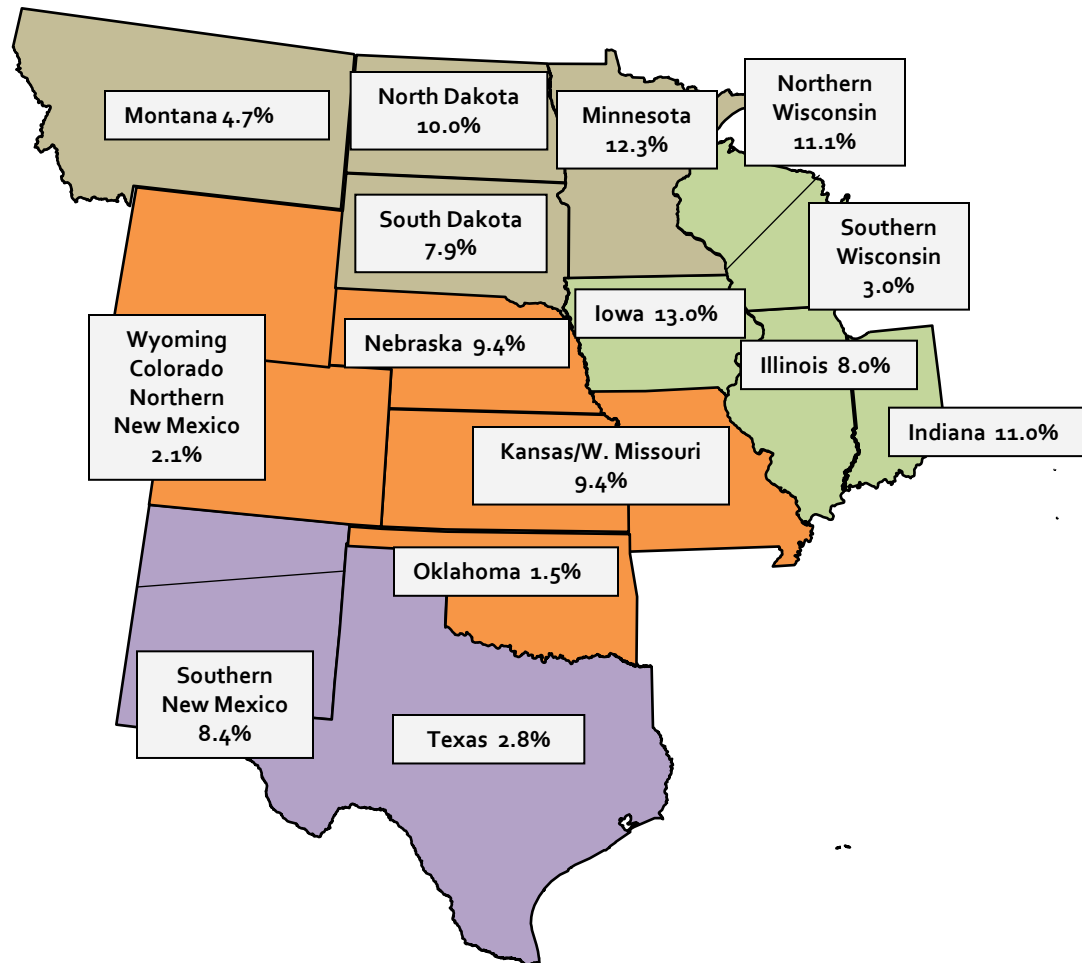 Montana 4.7%
North Dakota
10.0%
Minnesota
12.3%
Northern
Wisconsin
11.1%
South Dakota
7.9%
Southern
Wisconsin
3.0%
Iowa 13.0%
Wyoming
Colorado
Northern
New Mexico
2.1%
Nebraska 9.4%
Illinois 8.0%
Indiana 11.0%
Kansas/W. Missouri
9.4%
Oklahoma 1.5%
Southern
New Mexico
8.4%
Texas 2.8%